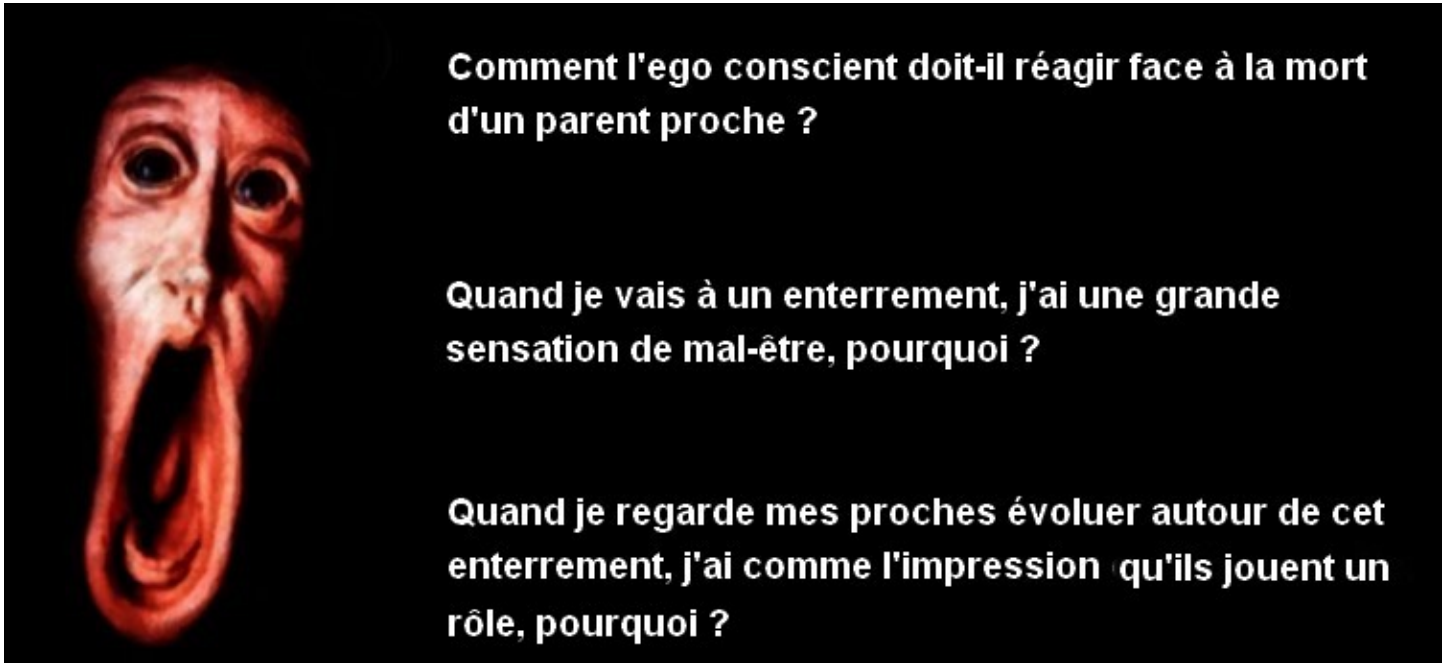 Comment l'ego conscient doit-il réagir face à la mort
d'un parent proche ?
Quand je vais à un enterrement, j'ai une grande
sensation de mal-être, pourquoi ?
Quand je regarde mes proches évoluer autour de cet
enterrement, j'ai comme l'impression qu'ils jouent un
rôle, pourquoi ?